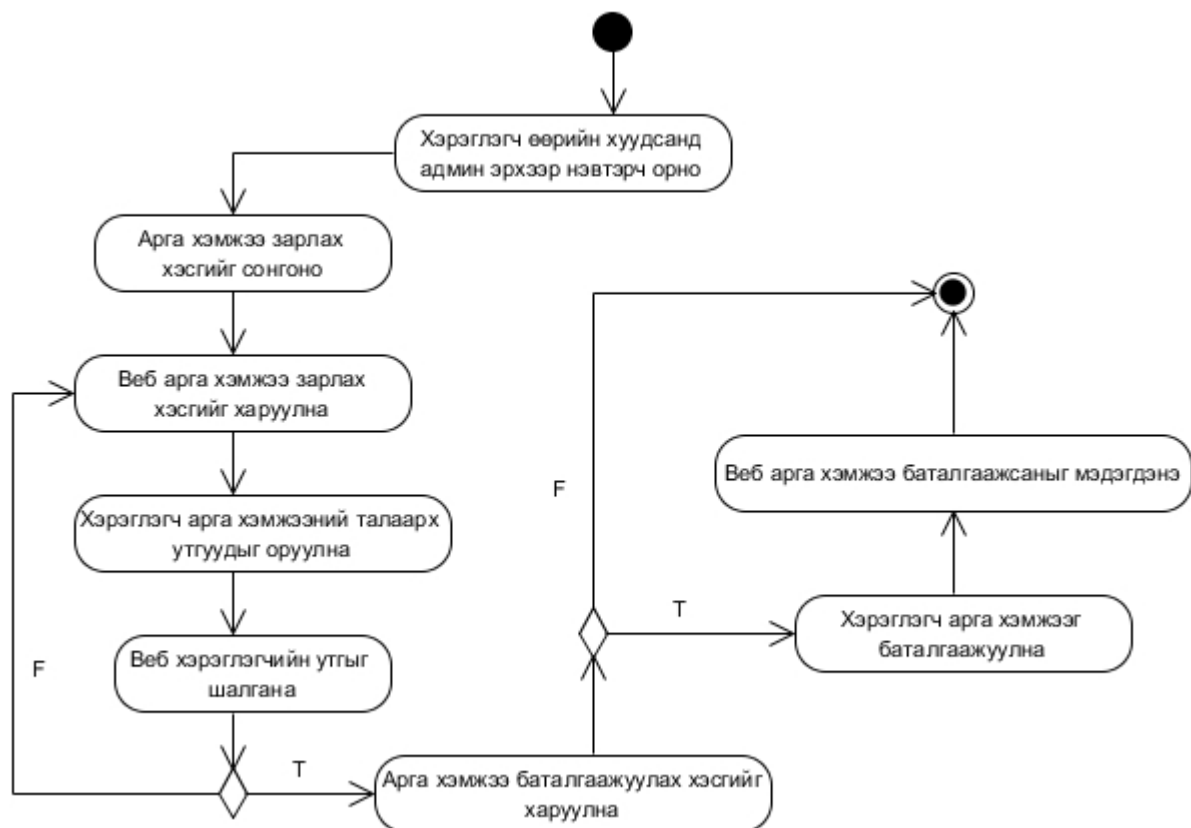 Хэрэглэгч өөрийн хуудсанд
админ эрхээр нэвтэрч орно
Арга хэмжээ зарлах
хэсгийг сонгоно
Веб арга хэмжээ зарлах
хэсгийг харуулна
Хэрэглэгч арга хэмжээний талаарх
утгуудыг оруулна
Веб хэрэглэгчийн утгыг
шалгана
F
T
Арга хэмжээ баталгаажуулах хэсгийг
харуулна
F
T
Хэрэглэгч арга хэмжээг
баталгаажуулна
Веб арга хэмжээ баталгаажсаныг мэдэгдэнэ